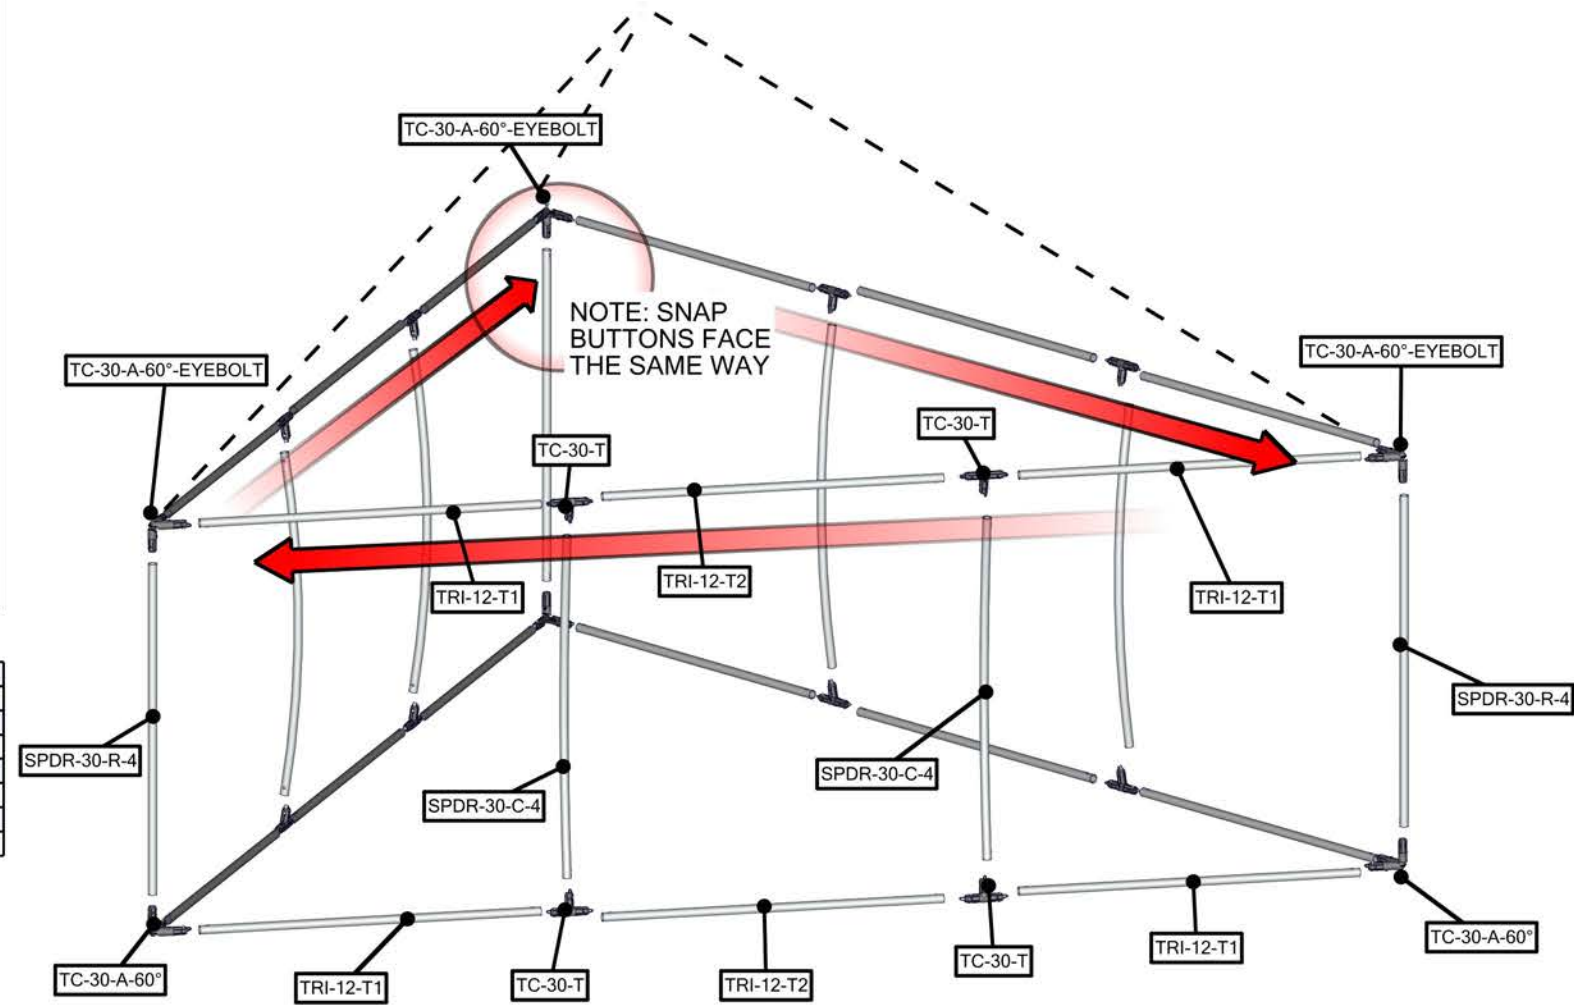 TC-30-A-60°-EYEBOLT
NOTE: SNAP
BUTTONS FACE
THE SAME WAY
TC-30-A-60°-EYEBOLT
TC-30-A-60°-EYEBOLT
TC-30-T
TC-30-T
TRI-12-T1
TRI-12-T2
TRI-12-T1
SPDR-30-R-4
SPDR-30-R-4
SPDR-30-C-4
SPDR-30-C-4
TC-30-A-60°
TRI-12-T1
TC-30-T
TRI-12-T2
TC-30-T
TRI-12-T1
TC-30-A-60°